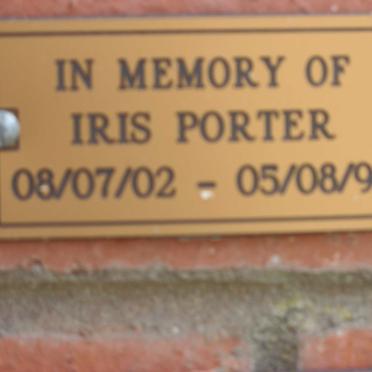 IN MEMORY OF
IRIS PORTER
08/07/02 - 05/08/9